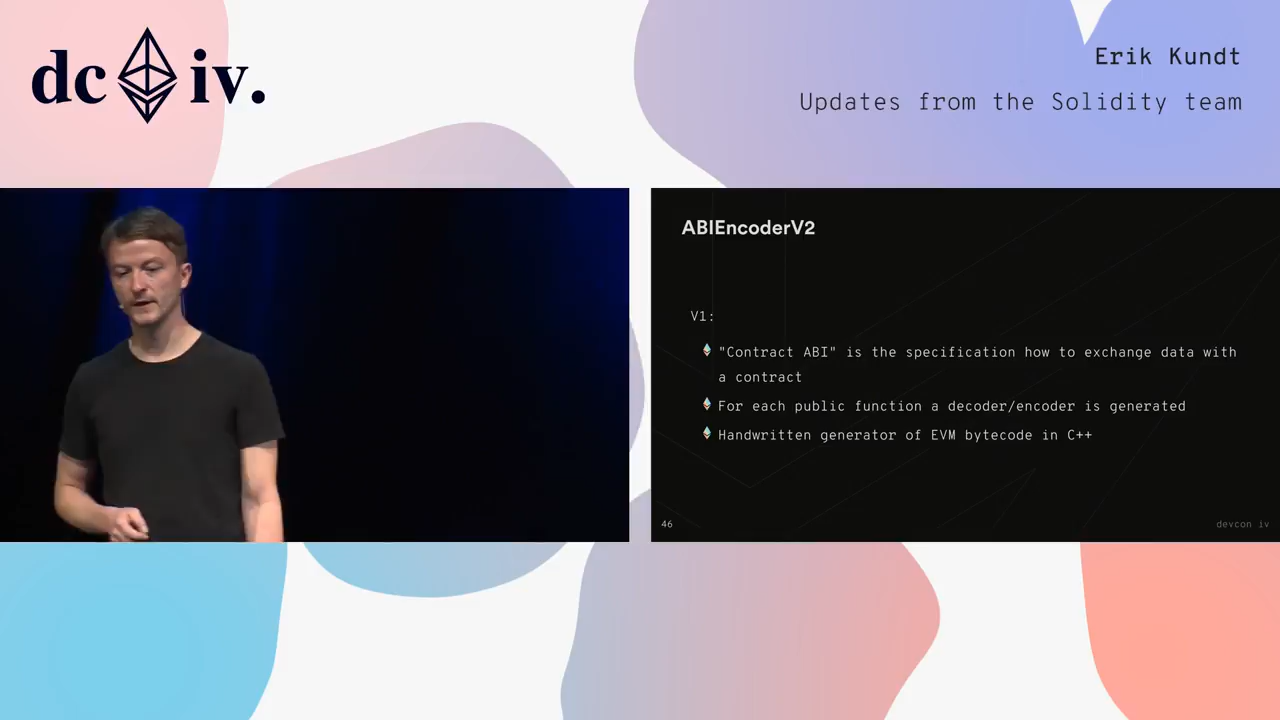 dc iv.
Erik Kundt
Updates from the Solidity team
ABIEncoderV2
V1:
"Contract ABI" is the specification how to exchange data with
a contract
For each public function a decoder/encoder is generated
Handwritten generator of EVM bytecode in C++
46
devcon iv